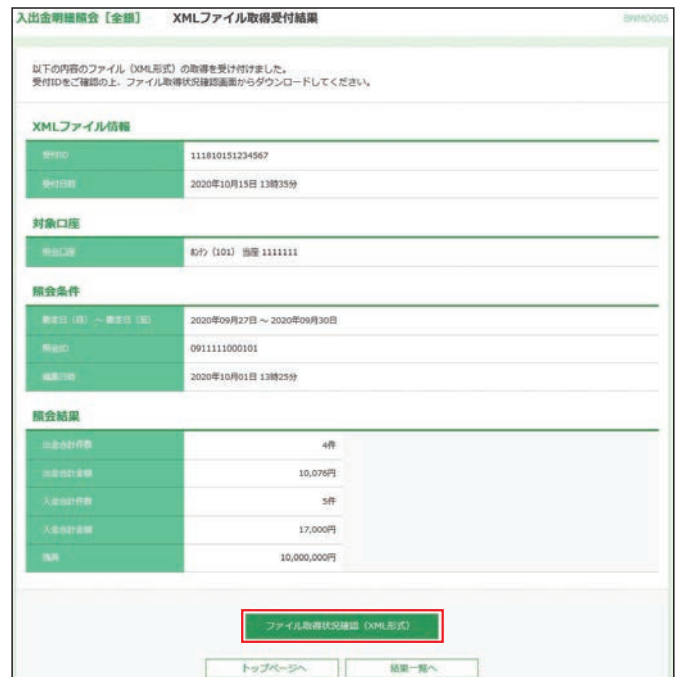 入出金明細照会［全銀］ XMLファイル取得受付結果 BNMD005
以下の内容のファイル（XML形式）の取得を受け付けました。
受付IDをご確認の上、ファイル取得状況確認画面からダウンロードしてください。
XMLファイル情報
受付ID 111810151234567
受付日時 2020年10月15日 13時35分
対象口座
照会口座 ﾎﾝﾃﾝ（101） 当座 1111111
照会条件
勘定日（自）～勘定日（至） 2020年09月27日 ～ 2020年09月30日
照会ID 0911111000101
編集日時 2020年10月01日 13時25分
照会結果
出金合計件数 4件
出金合計金額 10,076円
入金合計件数 5件
入金合計金額 17,000円
残高 10,000,000円
ファイル取得状況確認（XML形式）
トップページへ 結果一覧へ